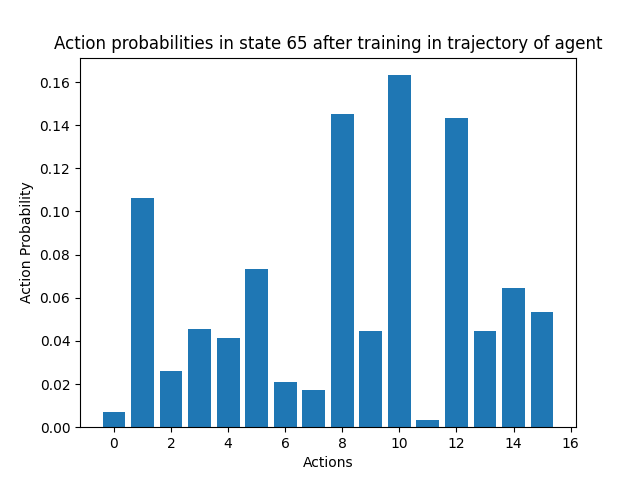 Action probabilities in state 65 after training in trajectory of agent
0.16
0.14
0.12
0.10
0.08
0.06
0.04
0.02
0.00
Action Probability
0 2 4 6 8 10 12 14 16
Actions